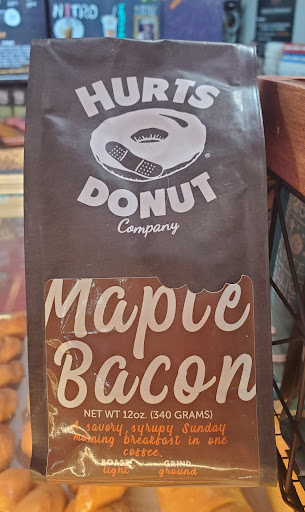 NITRO
HURTS
DONUT
Company
Maple
Bacon
NET WT 12oz. (340 GRAMS)
A savory, syrupy Sunday
morning breakfast in one
coffee.
ROAST GRIND
light ground